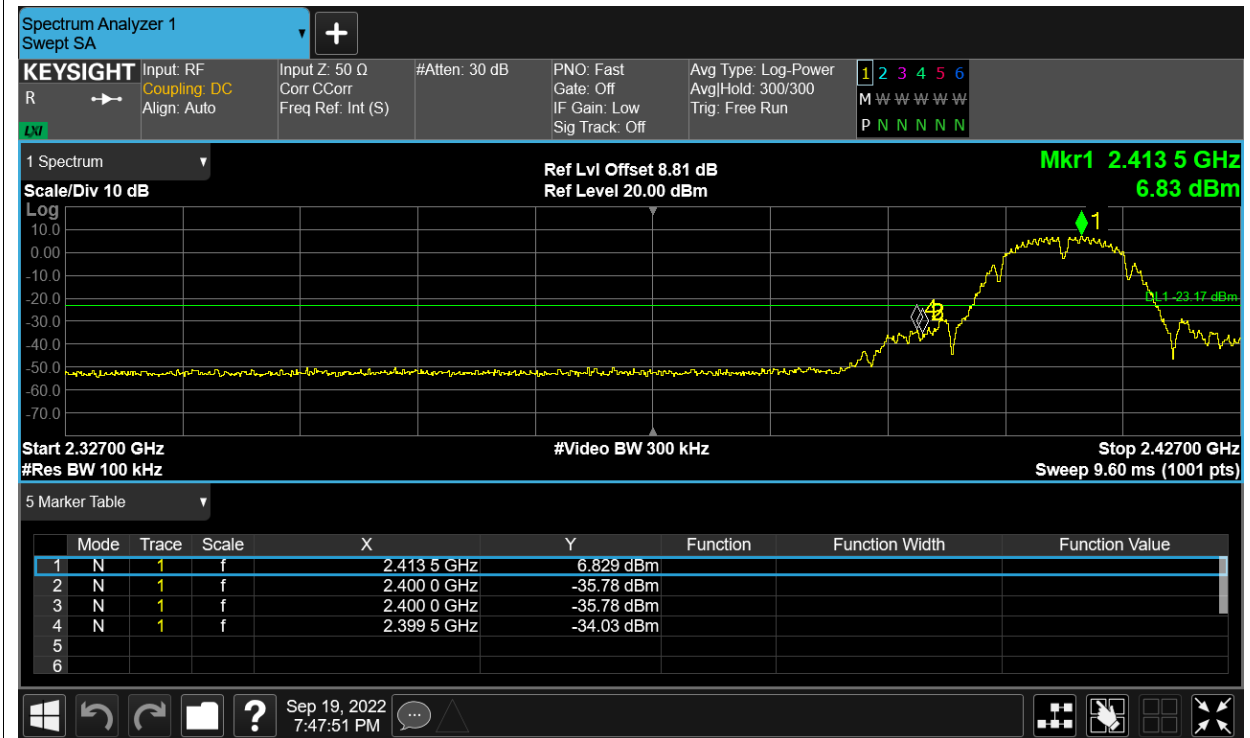 Spectrum Analyzer 1
Swept SA
KEYSIGHT
R
LXI
Input: RF
Coupling: DC
Align: Auto
Input Z: 50 Ω
Corr CCorr
Freq Ref: Int (S)
#Atten: 30 dB
PNO: Fast
Gate: Off
IF Gain: Low
Sig Track: Off
Avg Type: Log-Power
Avg|Hold: 300/300
Trig: Free Run
1 2 3 4 5 6
M W W W W W W
P N N N N N N
1 Spectrum
Scale/Div 10 dB
Ref Lvl Offset 8.81 dB
Ref Level 20.00 dBm
Mkr1 2.413 5 GHz
6.83 dBm
Log
10.0
0.00
-10.0
-20.0
-30.0
-40.0
-50.0
-60.0
-70.0
1
DL1 -23.17 dBm
Start 2.32700 GHz
#Video BW 300 kHz
Stop 2.42700 GHz
#Res BW 100 kHz
Sweep 9.60 ms (1001 pts)
5 Marker Table
Mode Trace Scale X Y Function Function Width Function Value
1 N 1 f 2.413 5 GHz 6.829 dBm
2 N 1 f 2.400 0 GHz -35.78 dBm
3 N 1 f 2.400 0 GHz -35.78 dBm
4 N 1 f 2.399 5 GHz -34.03 dBm
5
6
?
Sep 19, 2022
7:47:51 PM